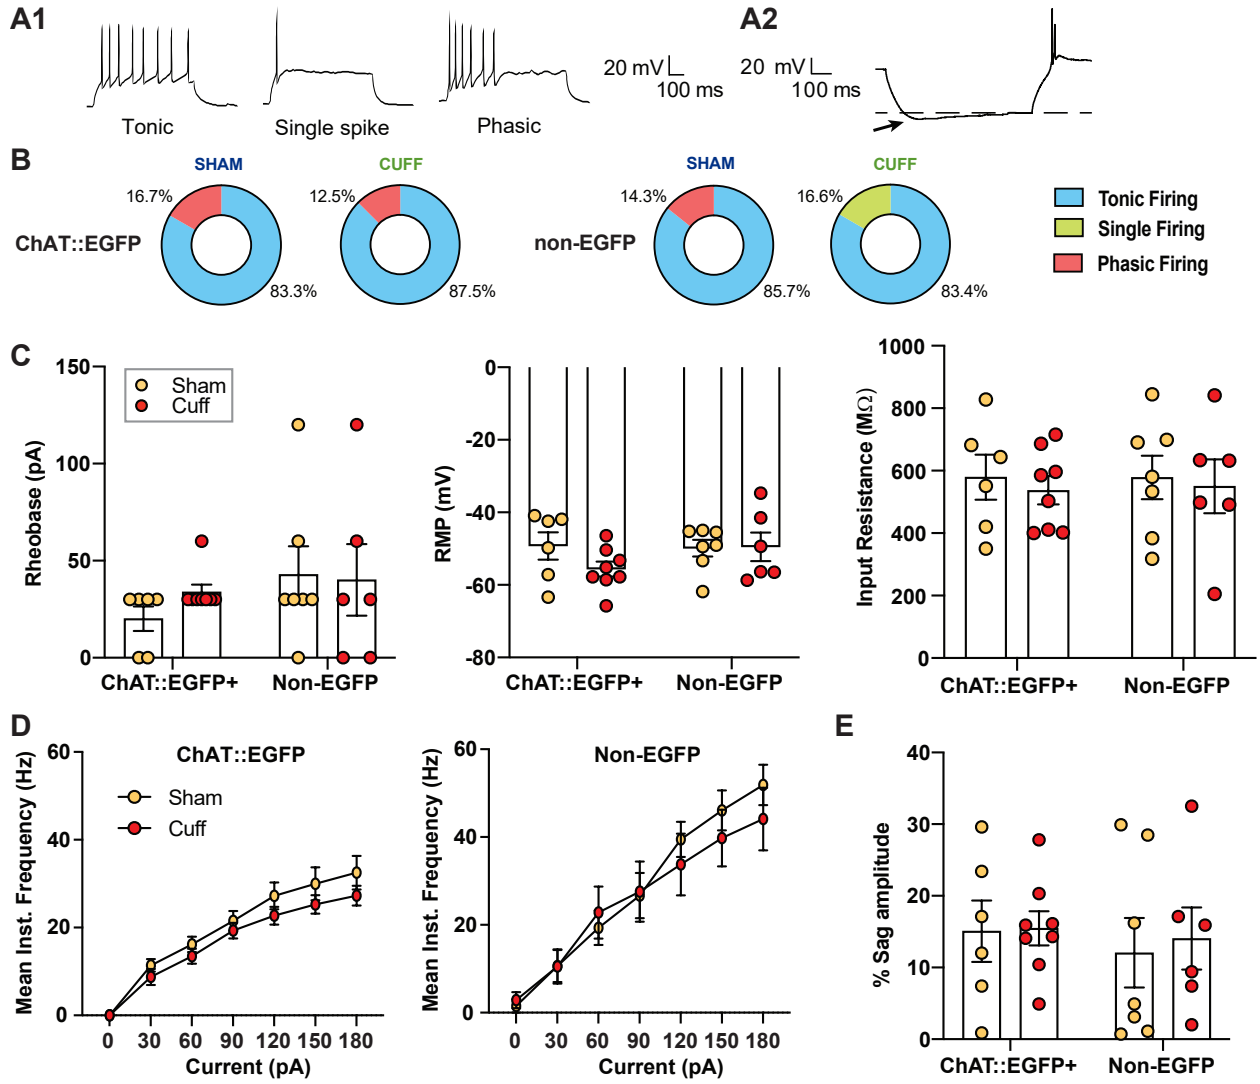 A1
A2
20 mV
100 ms
20 mV
100 ms
Tonic
Single spike
Phasic
B
SHAM
CUFF
SHAM
CUFF
16.7%
12.5%
14.3%
16.6%
ChAT::EGFP
non-EGFP
83.3%
87.5%
85.7%
83.4%
Tonic Firing
Single Firing
Phasic Firing
C
150
100
50
0
Rheobase (pA)
Sham
Cuff
ChAT::EGFP+
Non-EGFP
0
-20
-40
-60
-80
RMP (mV)
ChAT::EGFP+
Non-EGFP
1000
800
600
400
200
0
Input Resistance (MΩ)
ChAT::EGFP+
Non-EGFP
D
ChAT::EGFP
60
40
20
0
Mean Inst. Frequency (Hz)
Sham
Cuff
0 30 60 90 120 150 180
Current (pA)
Non-EGFP
60
40
20
0
Mean Inst. Frequency (Hz)
0 30 60 90 120 150 180
Current (pA)
E
40
30
20
10
0
% Sag amplitude
ChAT::EGFP+
Non-EGFP